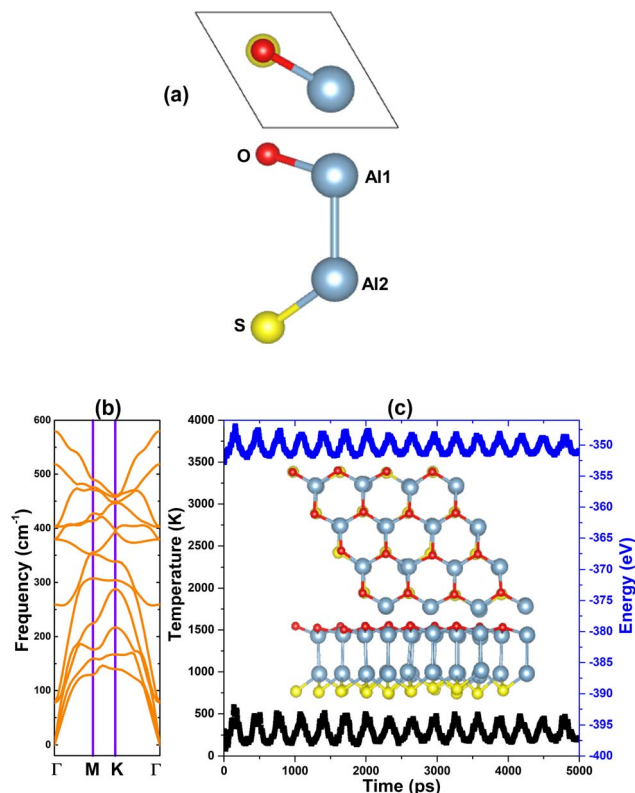 (a)
O
Al1
Al2
S
(b)
(c)
600
500
400
300
200
100
0
Frequency (cm⁻¹)
Γ M K Γ
4000
3500
3000
2500
2000
1500
1000
500
0
Temperature (K)
0 1000 2000 3000 4000 5000
Time (ps)
-350
-355
-360
-365
-370
-375
-380
-385
-390
-395
-400
Energy (eV)